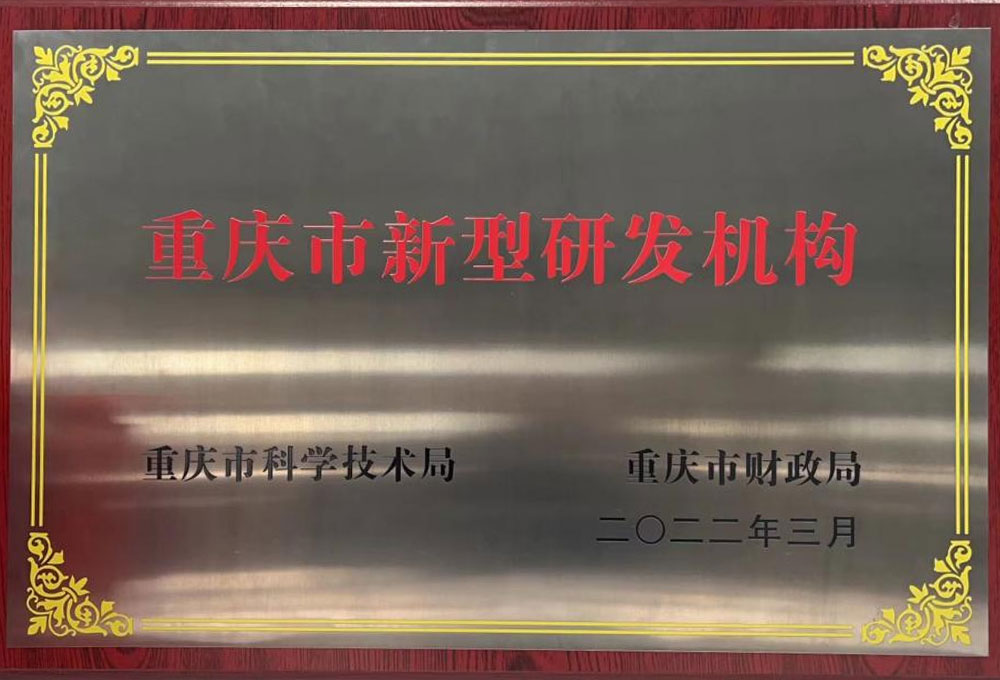 重庆市新型研发机构
重庆市科学技术局 重庆市财政局
二〇二二年三月